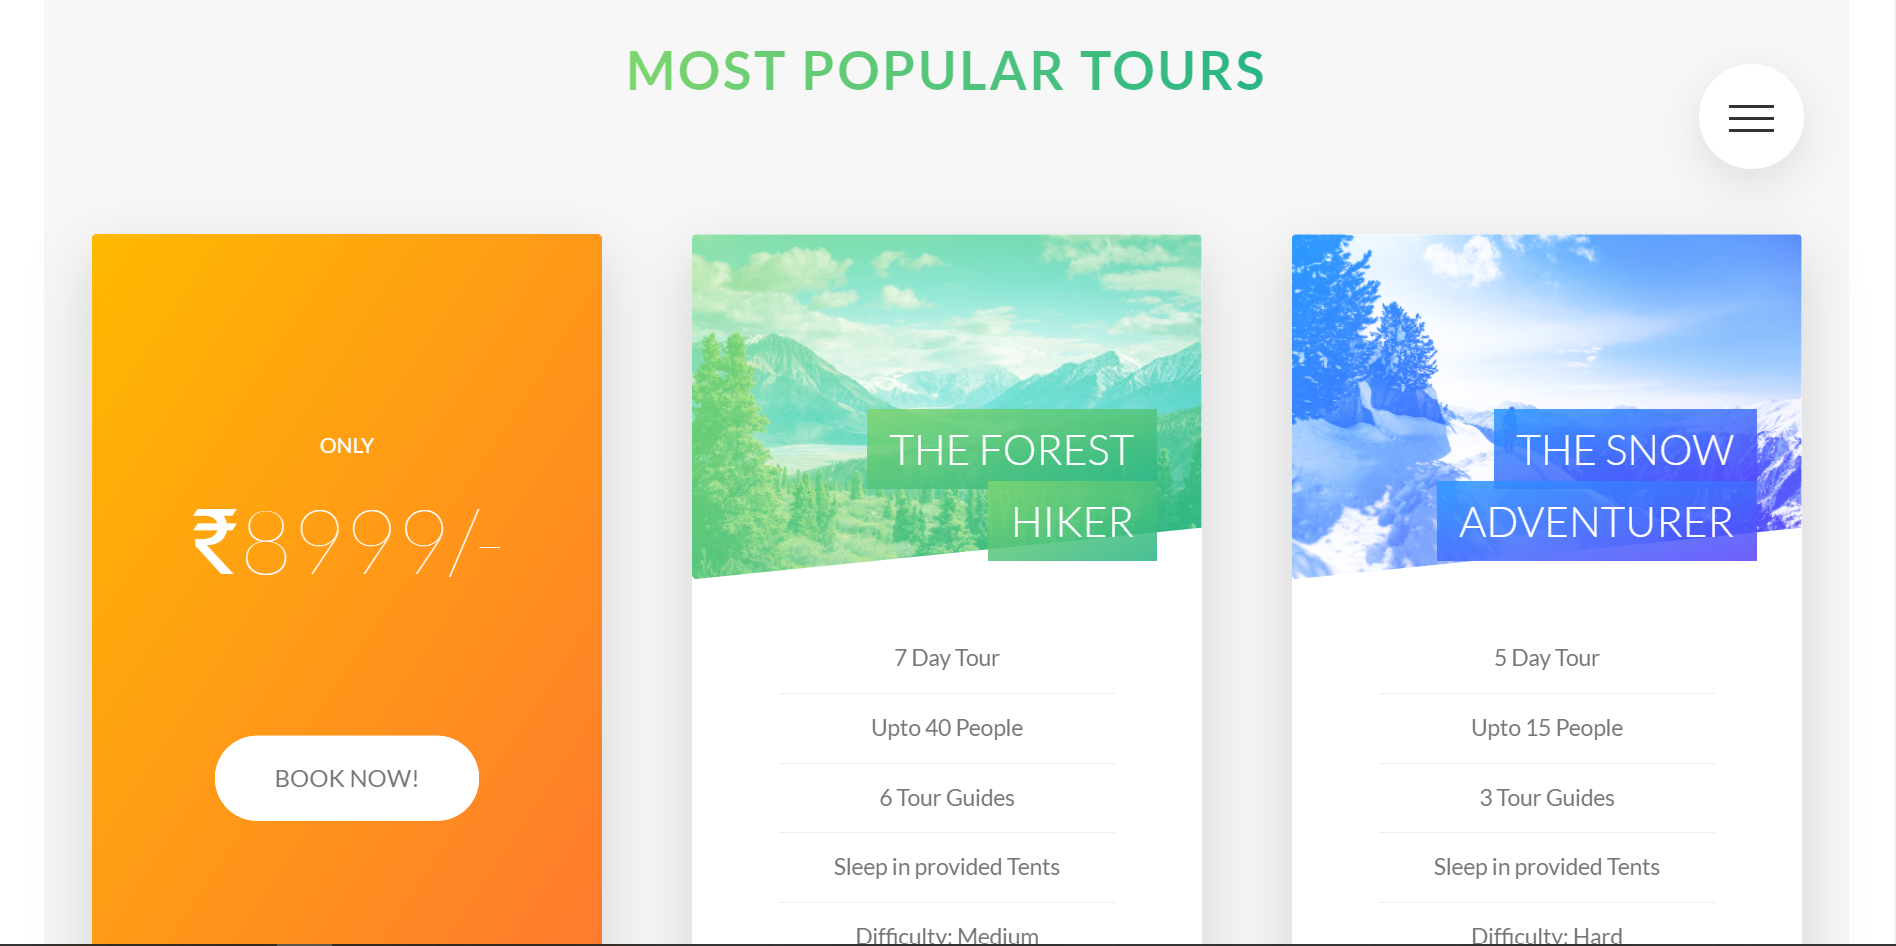 MOST POPULAR TOURS
ONLY
₹8999/-
BOOK NOW!
THE FOREST
HIKER
7 Day Tour
Upto 40 People
6 Tour Guides
Sleep in provided Tents
Difficulty: Medium
THE SNOW
ADVENTURER
5 Day Tour
Upto 15 People
3 Tour Guides
Sleep in provided Tents
Difficulty: Hard